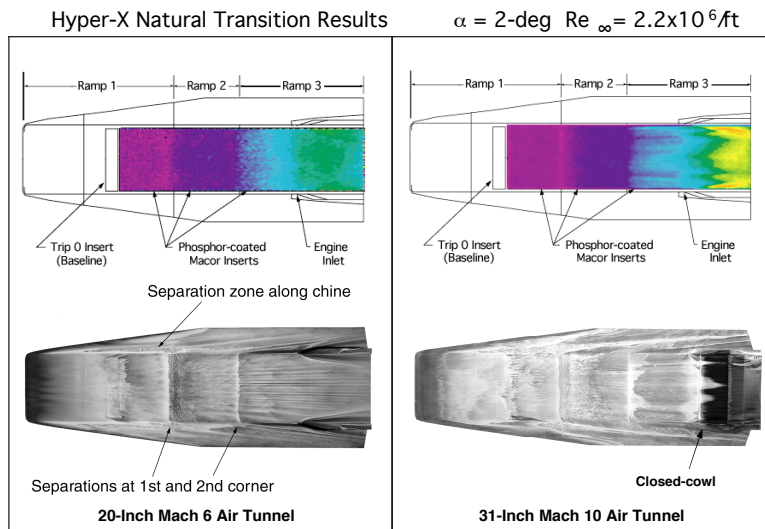 Hyper-X Natural Transition Results α = 2-deg Re ∞ = 2.2x10 6/ft
Ramp 1
Ramp 2
Ramp 3
Trip 0 Insert
(Baseline)
Phosphor-coated
Macor Inserts
Engine
Inlet
Separation zone along chine
Separations at 1st and 2nd corner
20-Inch Mach 6 Air Tunnel
Ramp 1
Ramp 2
Ramp 3
Trip 0 Insert
(Baseline)
Phosphor-coated
Macor Inserts
Engine
Inlet
Closed-cowl
31-Inch Mach 10 Air Tunnel